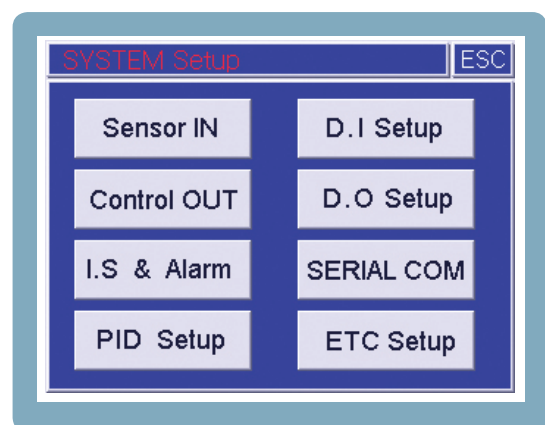 SYSTEM Setup ESC
Sensor IN D.I Setup
Control OUT D.O Setup
I.S & Alarm SERIAL COM
PID Setup ETC Setup